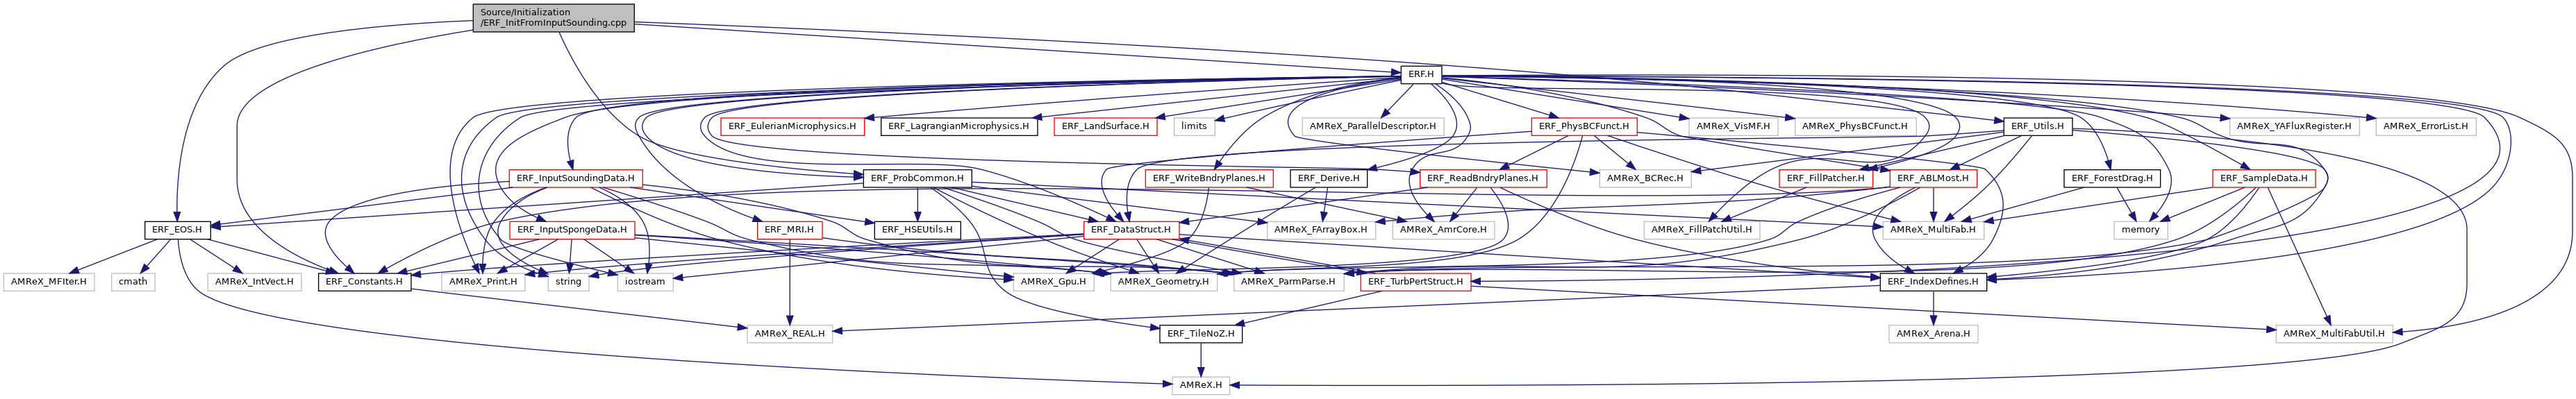 Source/Initialization
/ERF_InitFromInputSounding.cpp
ERF.H
ERF_EulerianMicrophysics.H
ERF_LagrangianMicrophysics.H
ERF_LandSurface.H
limits
AMReX_ParallelDescriptor.H
ERF_PhysBCFunct.H
AMReX_VisMF.H
AMReX_PhysBCFunct.H
ERF_Utils.H
AMReX_YAFluxRegister.H
AMReX_ErrorList.H
ERF_InputSoundingData.H
ERF_ProbCommon.H
ERF_WriteBndryPlanes.H
ERF_Derive.H
ERF_ReadBndryPlanes.H
AMReX_BCRec.H
ERF_FillPatcher.H
ERF_ABLMost.H
ERF_ForestDrag.H
ERF_SampleData.H
ERF_EOS.H
ERF_InputSpongeData.H
ERF_MRI.H
ERF_HSEUtils.H
ERF_DataStruct.H
AMReX_FArrayBox.H
AMReX_AmrCore.H
AMReX_FillPatchUtil.H
AMReX_MultiFab.H
memory
AMReX_MFIter.H
cmath
AMReX_IntVect.H
ERF_Constants.H
AMReX_Print.H
string
iostream
AMReX_Gpu.H
AMReX_Geometry.H
AMReX_ParmParse.H
ERF_TurbPertStruct.H
ERF_IndexDefines.H
AMReX_REAL.H
ERF_TileNoZ.H
AMReX_Arena.H
AMReX_MultiFabUtil.H
AMReX.H